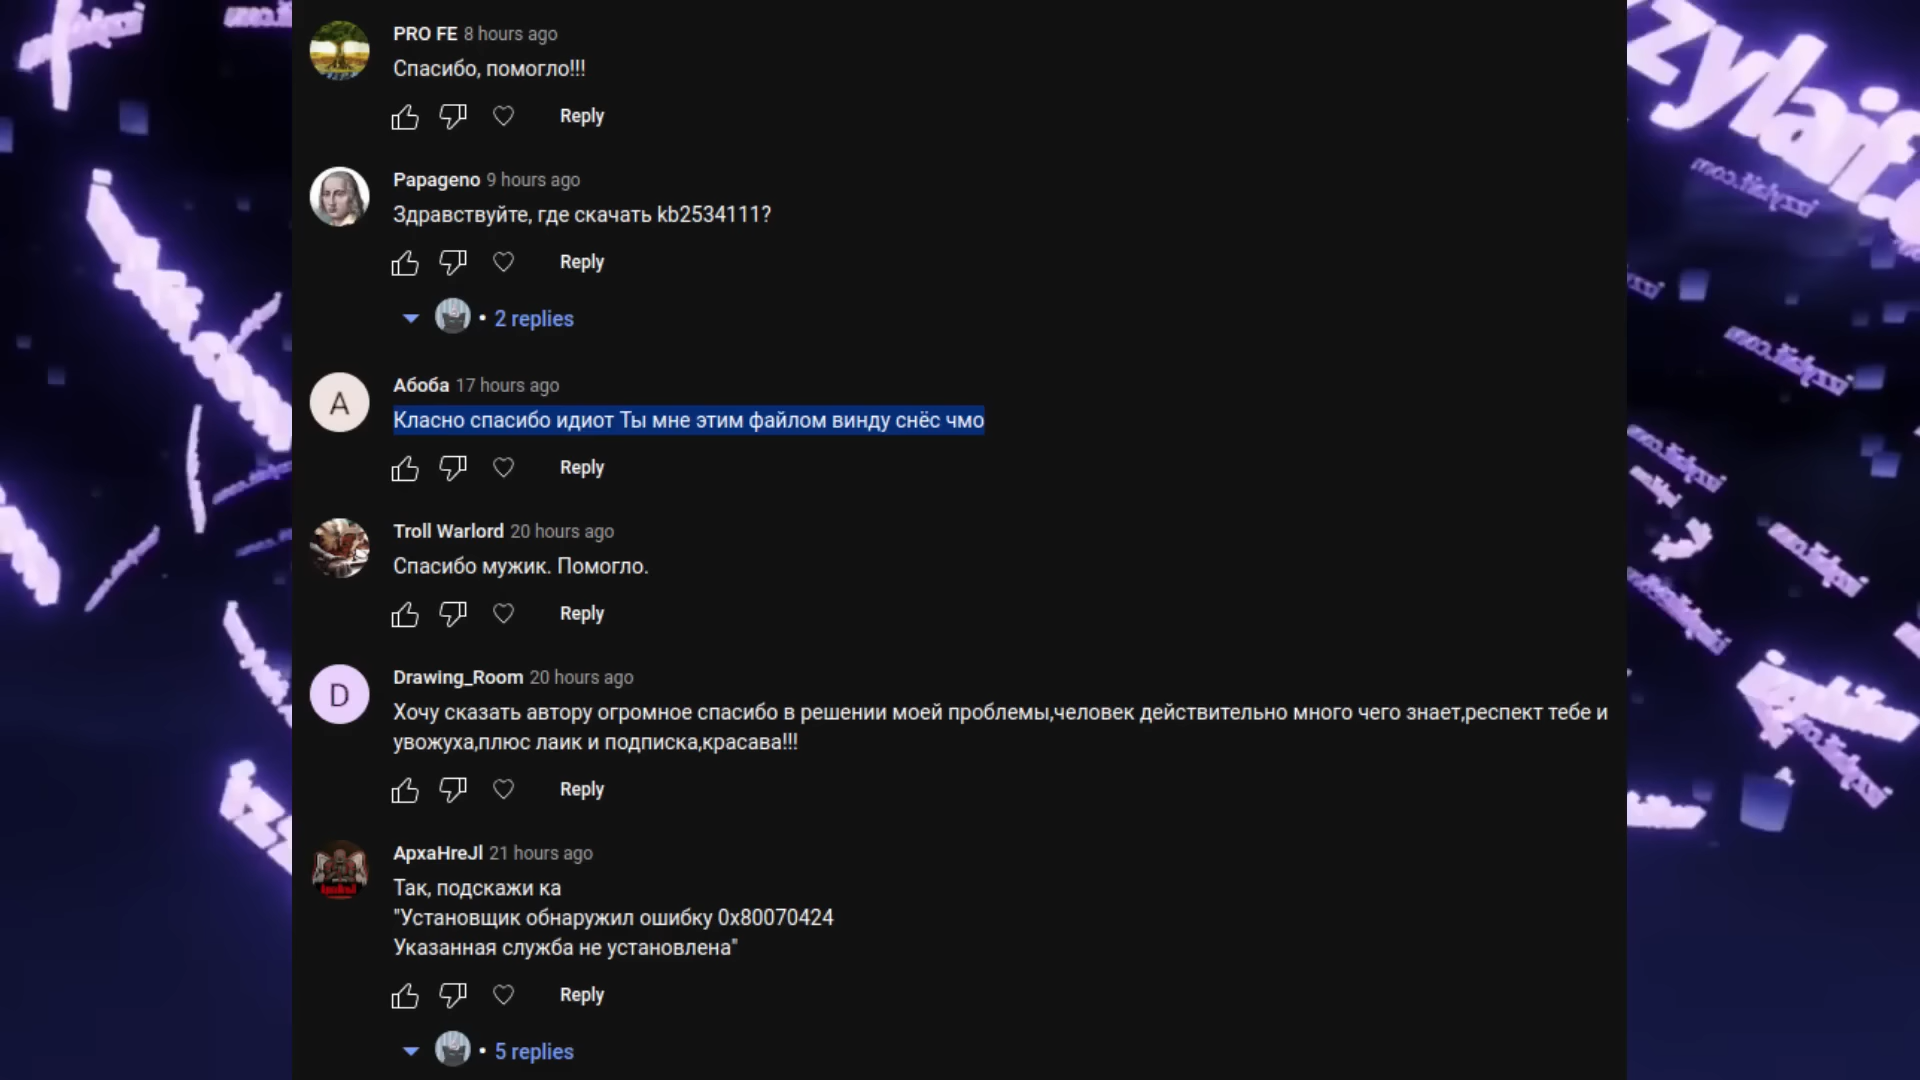 PRO FE 8 hours ago
Спасибо, помогло!!!
Reply
Papageno 9 hours ago
Здравствуйте, где скачать kb2534111?
Reply
• 2 replies
A
Абоба 17 hours ago
Класно спасибо идиот Ты мне этим файлом винду снёс чмо
Reply
Troll Warlord 20 hours ago
Спасибо мужик. Помогло.
Reply
D
Drawing_Room 20 hours ago
Хочу сказать автору огромное спасибо в решении моей проблемы,человек действительно много чего знает,респект тебе и
увожуха,плюс лаик и подписка,красава!!!
Reply
АрхаНгеJl 21 hours ago
Так, подскажи ка
"Установщик обнаружил ошибку 0x80070424
Указанная служба не установлена"
Reply
• 5 replies